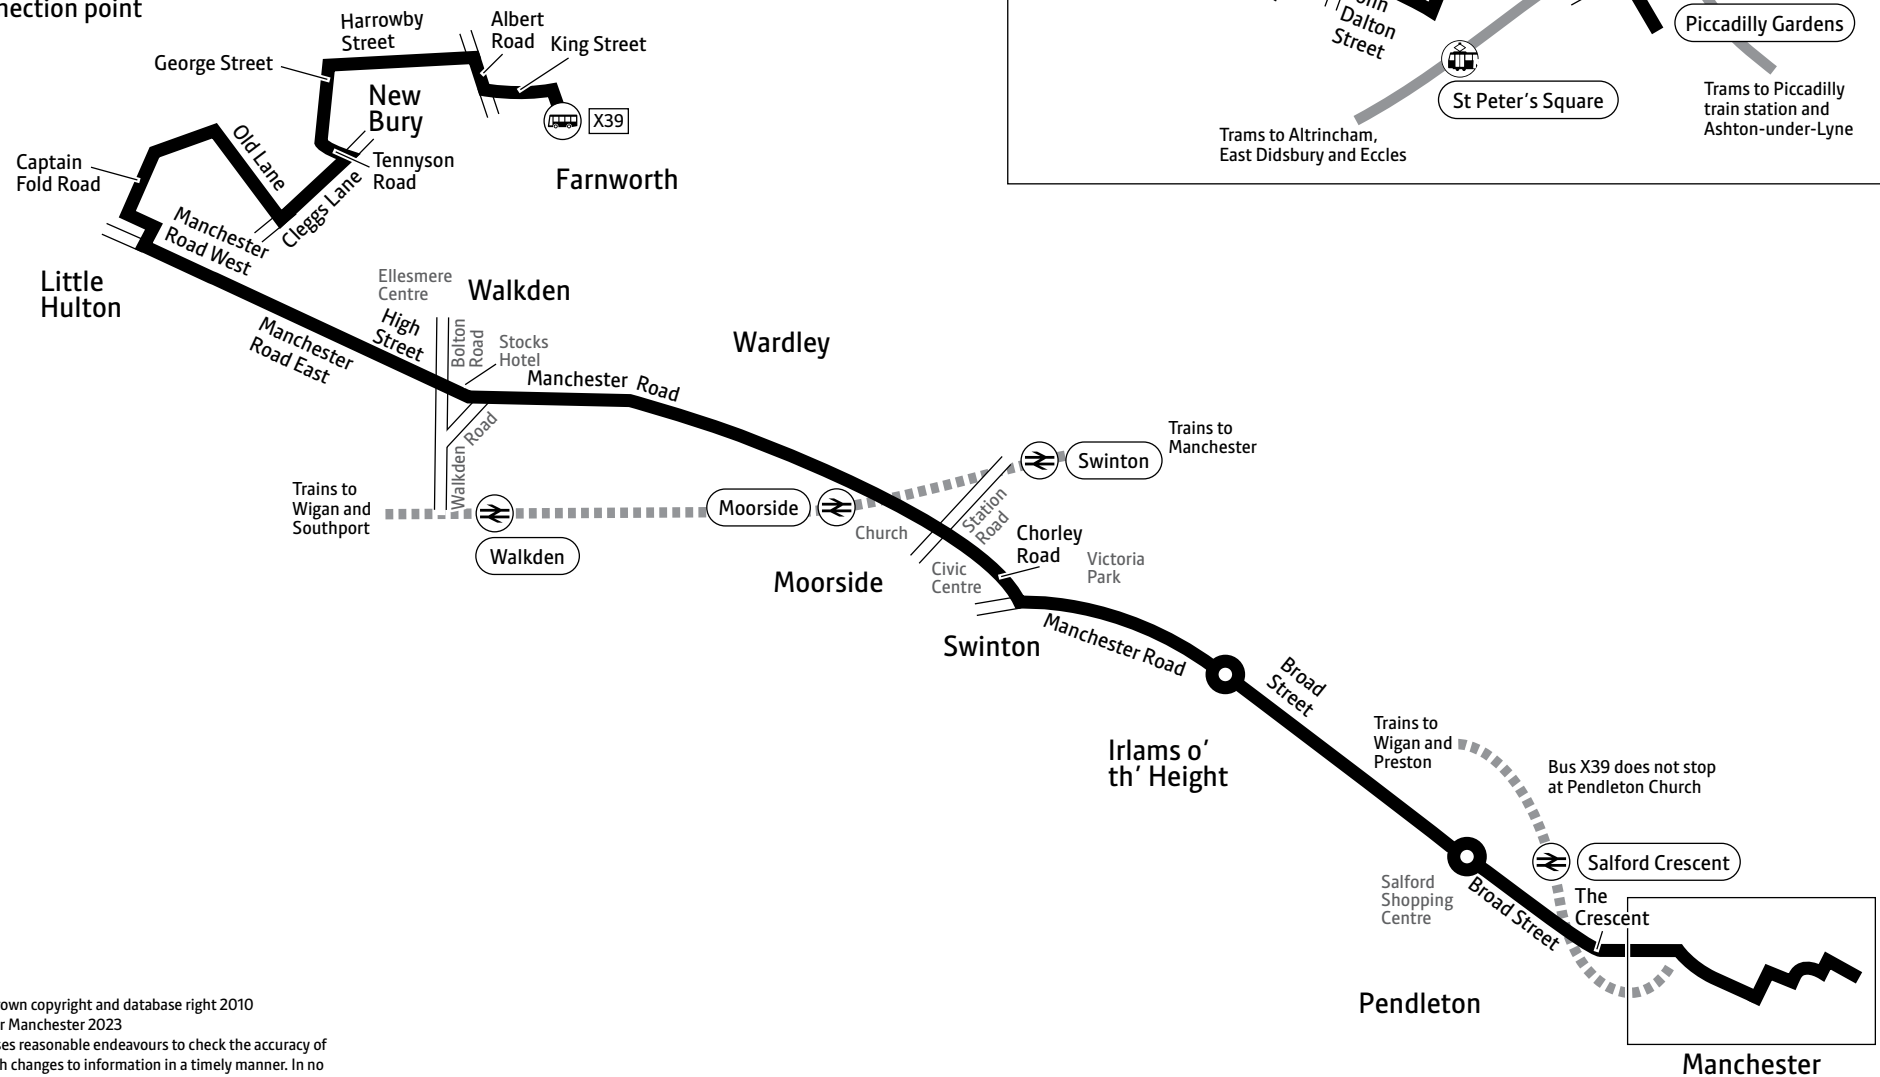 nection point
Harrowby
Street
Albert
Road
King Street
George Street
New
Bury
X39
Old Lane
Captain
Fold Road
Tennyson
Road
Farnworth
Cleggs Lane
Manchester
Road West
Little
Hulton
Ellesmere
Centre
Walkden
High
Street
Bolton
Road
Stocks
Hotel
Manchester
Road East
Manchester Road
Wardley
Walkden
Road
Trains to
Wigan and
Southport
Walkden
Moorside
Swinton
Trains to
Manchester
Church
Station
Road
Chorley
Road
Victoria
Park
Civic
Centre
Moorside
Swinton
Manchester Road
Broad
Street
Irlams o'
th' Height
Trains to
Wigan and
Preston
Bus X39 does not stop
at Pendleton Church
Salford Crescent
Salford
Shopping
Centre
Broad Street
The
Crescent
Pendleton
Manchester
Dalton
Street
Piccadilly Gardens
St Peter's Square
Trams to Piccadilly
train station and
Ashton-under-Lyne
Trams to Altrincham,
East Didsbury and Eccles
own copyright and database right 2010
r Manchester 2023
es reasonable endeavours to check the accuracy of
h changes to information in a timely manner. In no